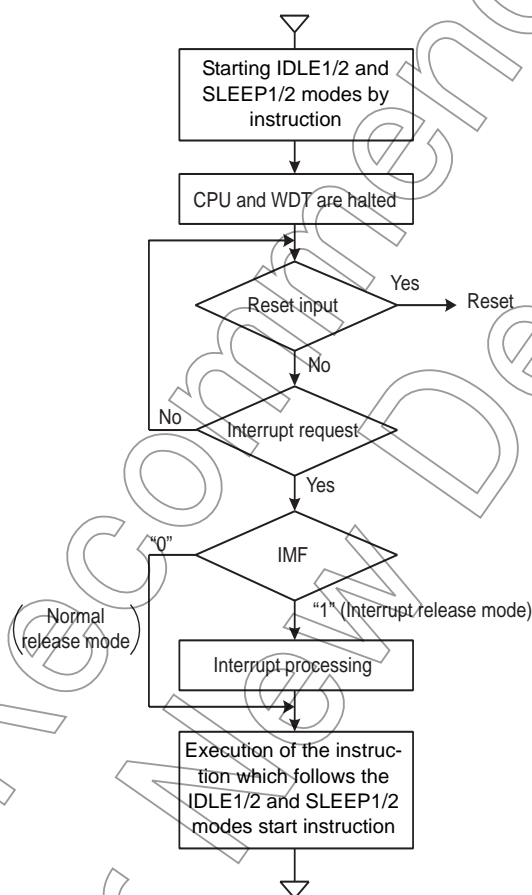 Starting IDLE1/2 and
SLEEP1/2 modes by
instruction
CPU and WDT are halted
Reset input
Yes
Reset
No
Interrupt request
No
Yes
IMF
“0”
(Normal
release mode)
“1” (Interrupt release mode)
Interrupt processing
Execution of the instruc-
tion which follows the
IDLE1/2 and SLEEP1/2
modes start instruction